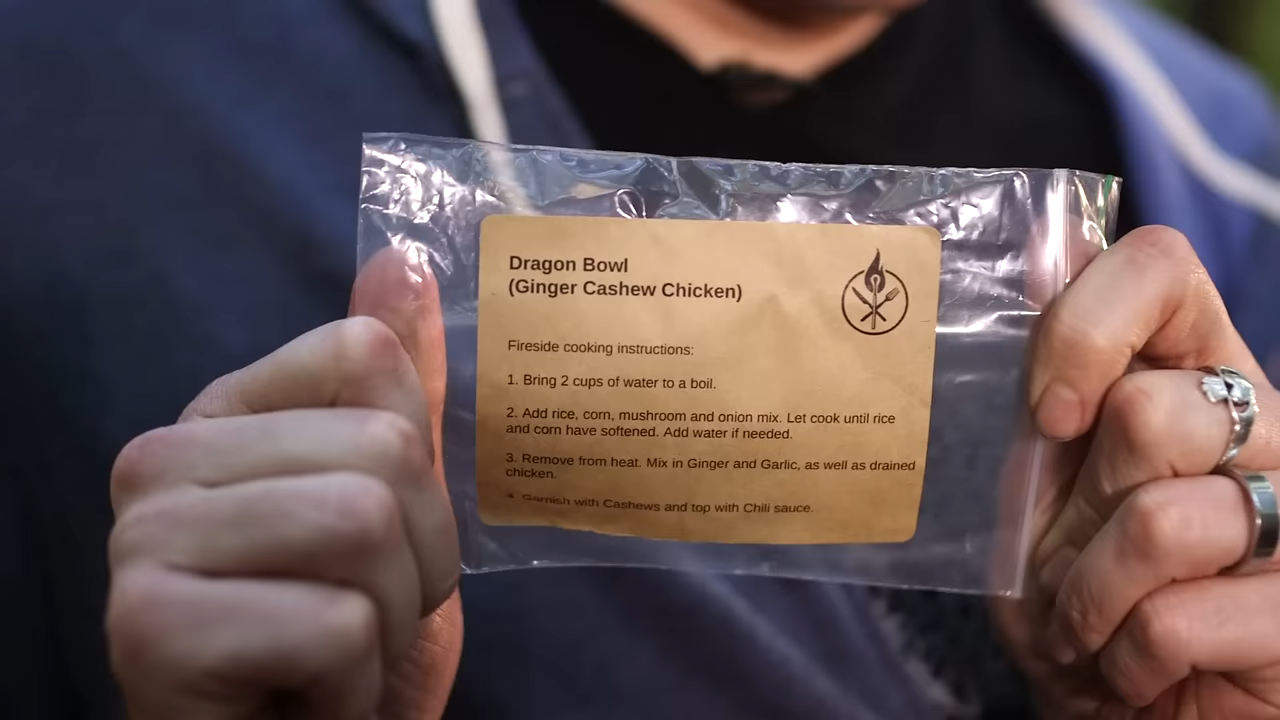 Dragon Bowl
(Ginger Cashew Chicken)
Fireside cooking instructions:
1. Bring 2 cups of water to a boil.
2. Add rice, corn, mushroom and onion mix. Let cook until rice
and corn have softened. Add water if needed.
3. Remove from heat. Mix in Ginger and Garlic, as well as drained
chicken.
Garnish with Cashews and top with Chili sauce.